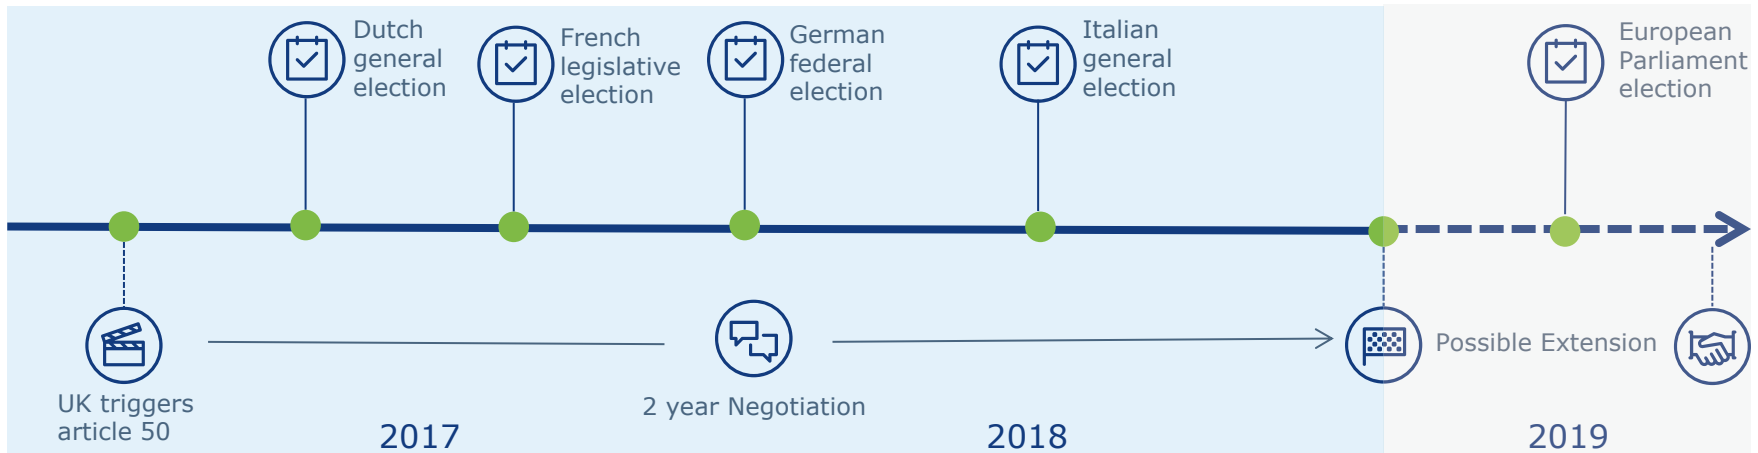 Dutch
general
election
French
legislative
election
German
federal
election
Italian
general
election
European
Parliament
election
UK triggers
article 50
2 year Negotiation
Possible Extension
2017
2018
2019